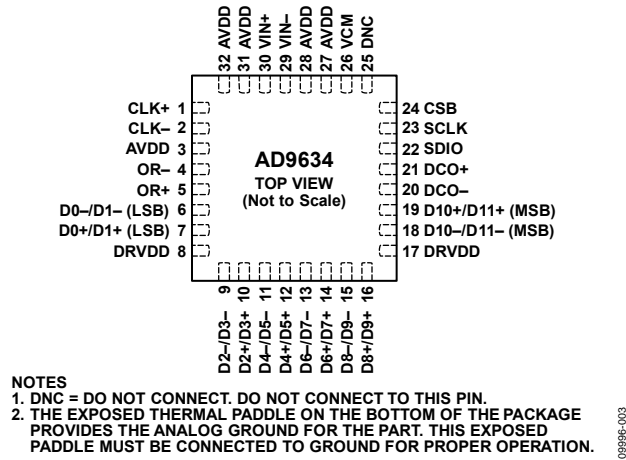 32 AVDD
31 AVDD
30 VIN+
29 VIN–
28 AVDD
27 AVDD
26 VCM
25 DNC
CLK+ 1
CLK– 2
AVDD 3
OR– 4
OR+ 5
D0–/D1– (LSB) 6
D0+/D1+ (LSB) 7
DRVDD 8
AD9634
TOP VIEW
(Not to Scale)
24 CSB
23 SCLK
22 SDIO
21 DCO+
20 DCO–
19 D10+/D11+ (MSB)
18 D10–/D11– (MSB)
17 DRVDD
D2–/D3– 9
D2+/D3+ 10
D4–/D5– 11
D4+/D5+ 12
D6–/D7– 13
D6+/D7+ 14
D8–/D9– 15
D8+/D9+ 16
NOTES
1. DNC = DO NOT CONNECT. DO NOT CONNECT TO THIS PIN.
2. THE EXPOSED THERMAL PADDLE ON THE BOTTOM OF THE PACKAGE
PROVIDES THE ANALOG GROUND FOR THE PART. THIS EXPOSED
PADDLE MUST BE CONNECTED TO GROUND FOR PROPER OPERATION.
09996-003